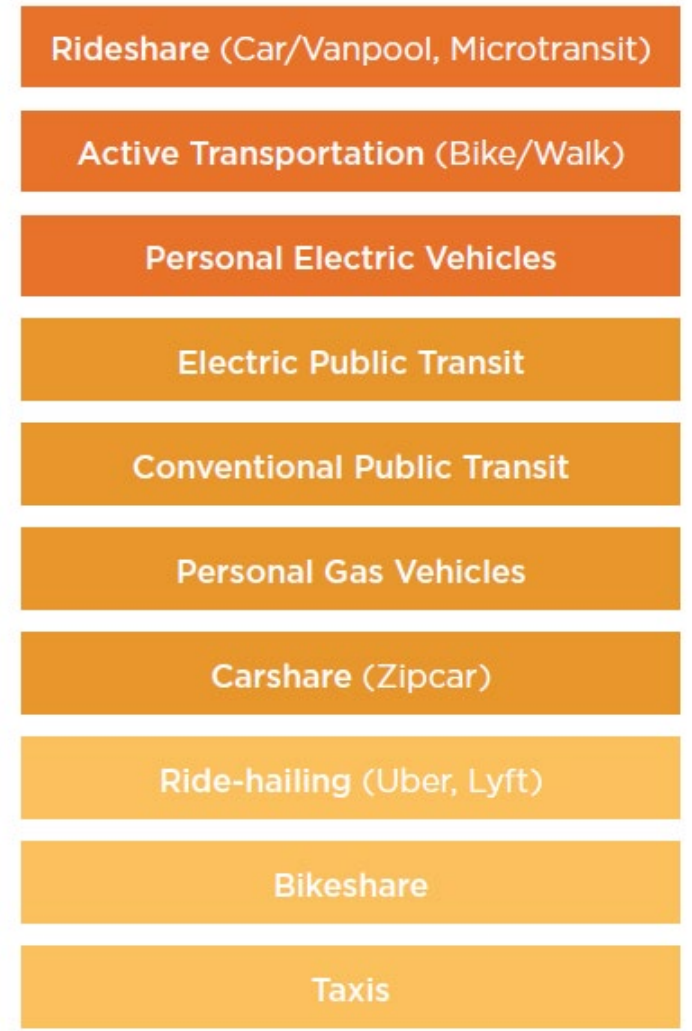 Rideshare (Car/Vanpool, Microtransit)
Active Transportation (Bike/Walk)
Personal Electric Vehicles
Electric Public Transit
Conventional Public Transit
Personal Gas Vehicles
Carshare (Zipcar)
Ride-hailing (Uber, Lyft)
Bikeshare
Taxis